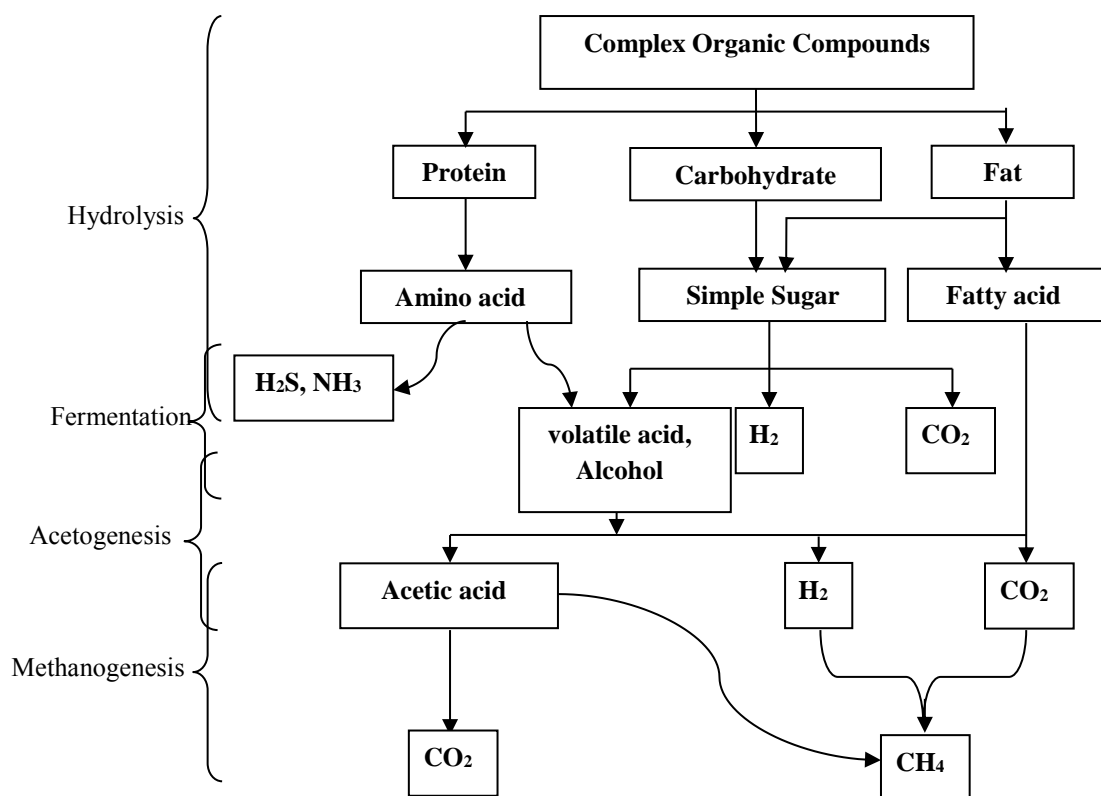 Complex Organic Compounds
Protein
Carbohydrate
Fat
Hydrolysis
Amino acid
Simple Sugar
Fatty acid
H₂S, NH₃
Fermentation
volatile acid,
Alcohol
H₂
CO₂
Acetogenesis
Acetic acid
H₂
CO₂
Methanogenesis
CO₂
CH₄